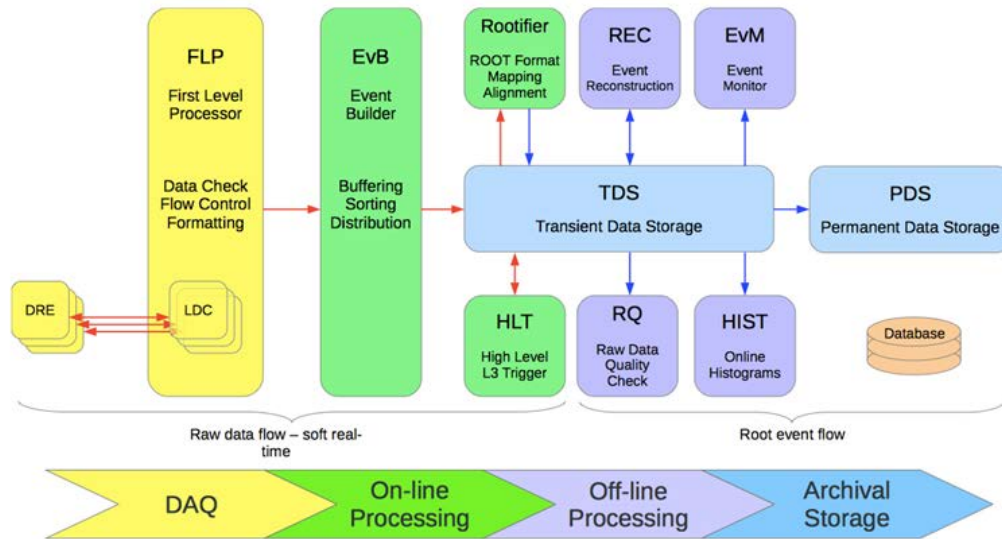 FLP
First Level
Processor
Data Check
Flow Control
Formatting
DRE
LDC
EvB
Event
Builder
Buffering
Sorting
Distribution
Rootifier
ROOT Format
Mapping
Alignment
REC
Event
Reconstruction
EvM
Event
Monitor
TDS
Transient Data Storage
PDS
Permanent Data Storage
HLT
High Level
L3 Trigger
RQ
Raw Data
Quality
Check
HIST
Online
Histograms
Database
Raw data flow – soft real-
time
Root event flow
DAQ
On-line
Processing
Off-line
Processing
Archival
Storage